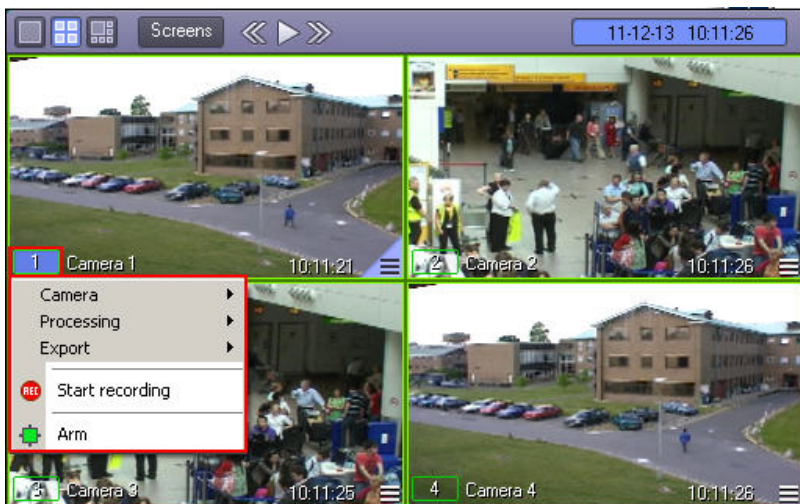 Screens
11-12-13 10:11:26
1 Camera 1 10:11:21
2 Camera 2 10:11:26
Camera
Processing
Export
REC Start recording
Arm
3 Camera 3 10:11:25
4 Camera 4 10:11:26